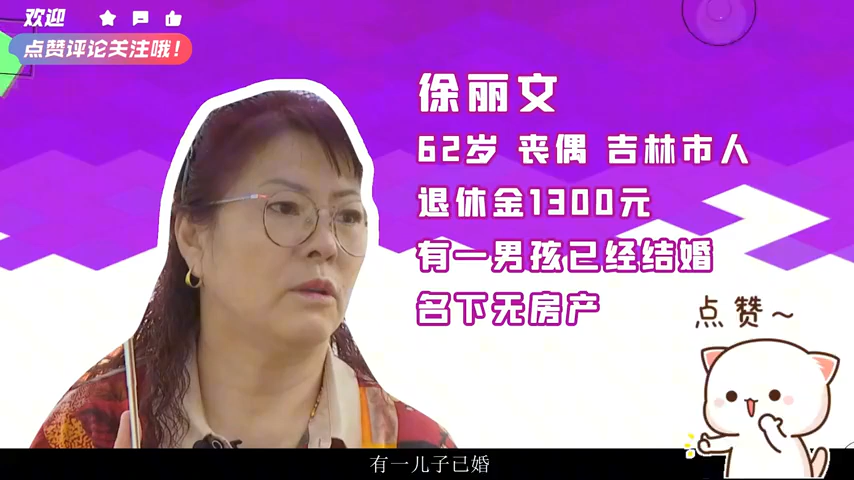 欢迎
点赞评论关注哦！
徐丽文
62岁 丧偶 吉林市人
退休金1300元
有一男孩已经结婚
名下无房产
点赞～
有一儿子已婚